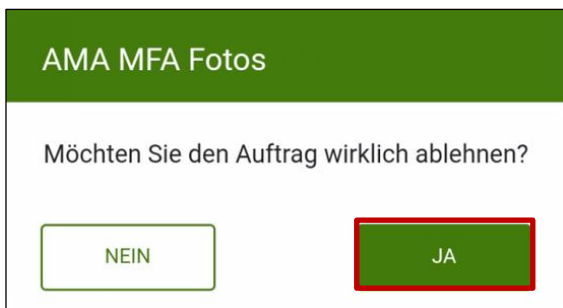 AMA MFA Fotos
Möchten Sie den Auftrag wirklich ablehnen?
NEIN
JA